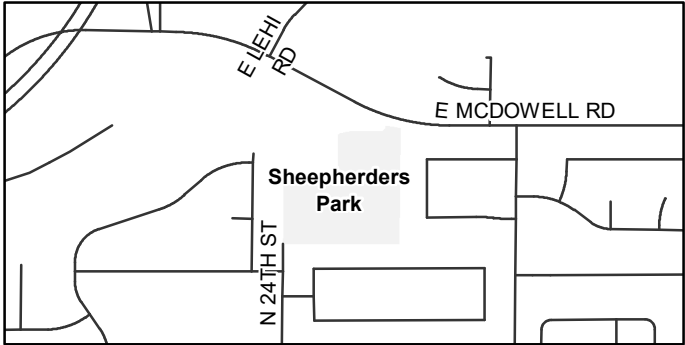 E LEHI
RD
E MCDOWELL RD
Sheepherders
Park
N 24TH ST